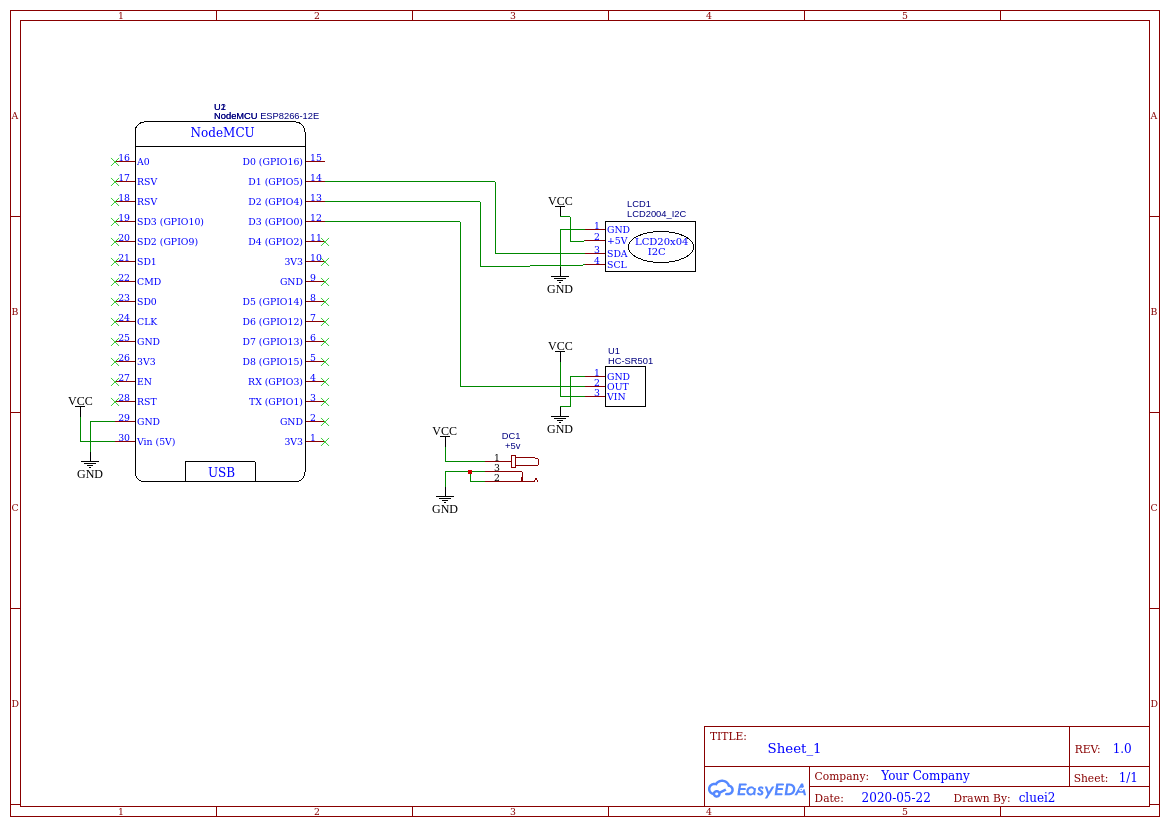 1 2 3 4 5
A A
B B
C C
D D
U2
NodeMCU ESP8266-12E
NodeMCU
16 A0 D0 (GPIO16) 15
17 RSV D1 (GPIO5) 14
18 RSV D2 (GPIO4) 13
19 SD3 (GPIO10) D3 (GPIO0) 12
20 SD2 (GPIO9) D4 (GPIO2) 11
21 SD1 3V3 10
22 CMD GND 9
23 SD0 D5 (GPIO14) 8
24 CLK D6 (GPIO12) 7
25 GND D7 (GPIO13) 6
26 3V3 D8 (GPIO15) 5
27 EN RX (GPIO3) 4
28 RST TX (GPIO1) 3
29 GND GND 2
30 Vin (5V) 3V3 1
USB
VCC
GND
VCC
LCD1
LCD2004_I2C
1 GND
2 +5V
3 SDA
4 SCL
LCD20x04
I2C
GND
VCC
U1
HC-SR501
1 GND
2 OUT
3 VIN
GND
VCC
DC1
+5v
1
3
2
GND
TITLE:
Sheet_1
REV: 1.0
EasyEDA
Company: Your Company
Sheet: 1/1
Date: 2020-05-22 Drawn By: cluei2
1 2 3 4 5